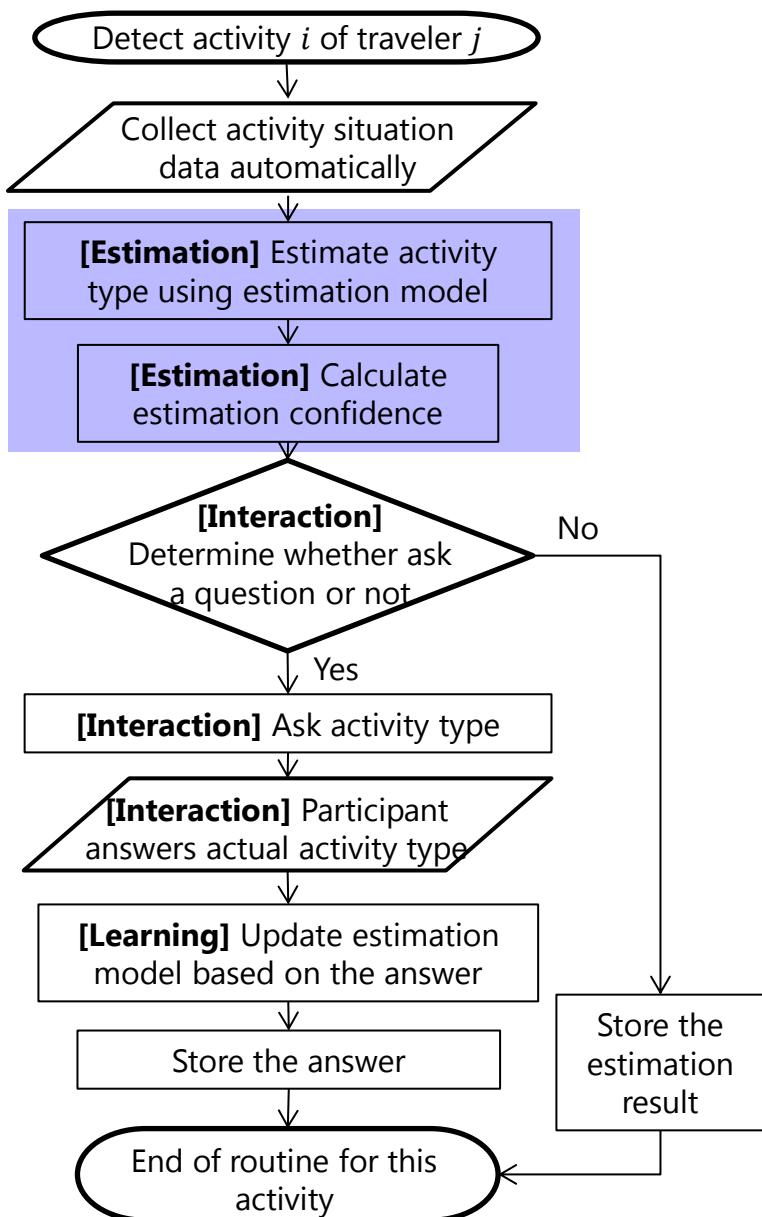 Detect activity i of traveler j
Collect activity situation
data automatically
[Estimation] Estimate activity
type using estimation model
[Estimation] Calculate
estimation confidence
[Interaction]
Determine whether ask
a question or not
No
Yes
[Interaction] Ask activity type
[Interaction] Participant
answers actual activity type
[Learning] Update estimation
model based on the answer
Store the answer
Store the
estimation
result
End of routine for this
activity